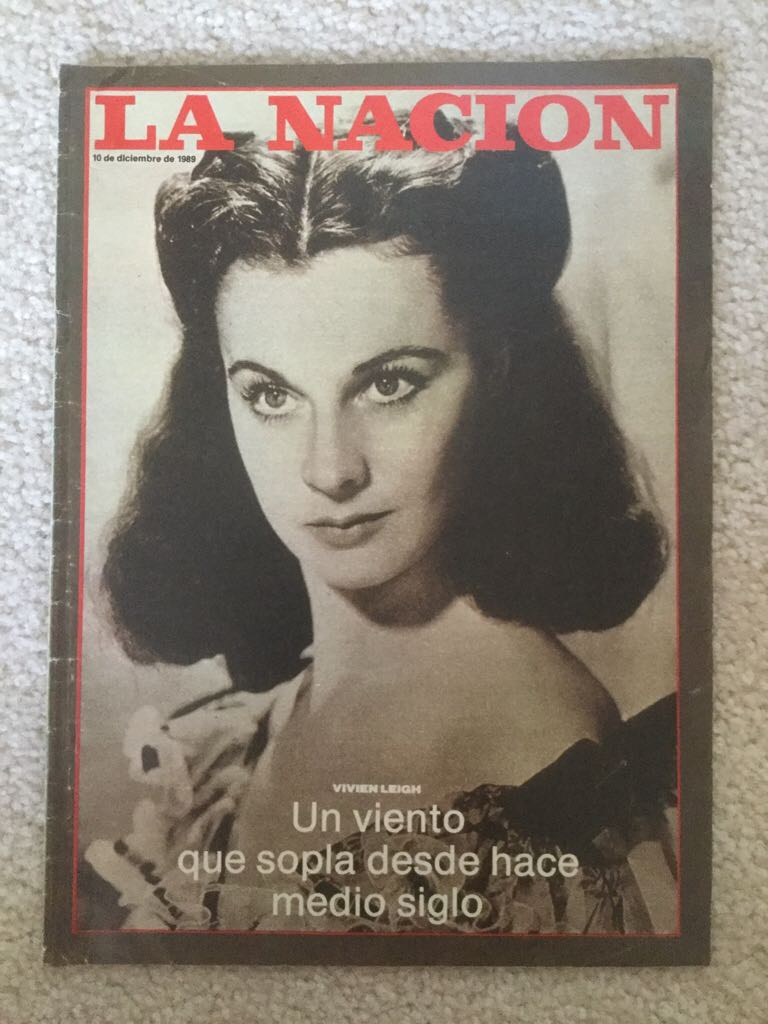 LA NACION
10 de diciembre de 1989
VIVIEN LEIGH
Un viento
que sopla desde hace
medio siglo